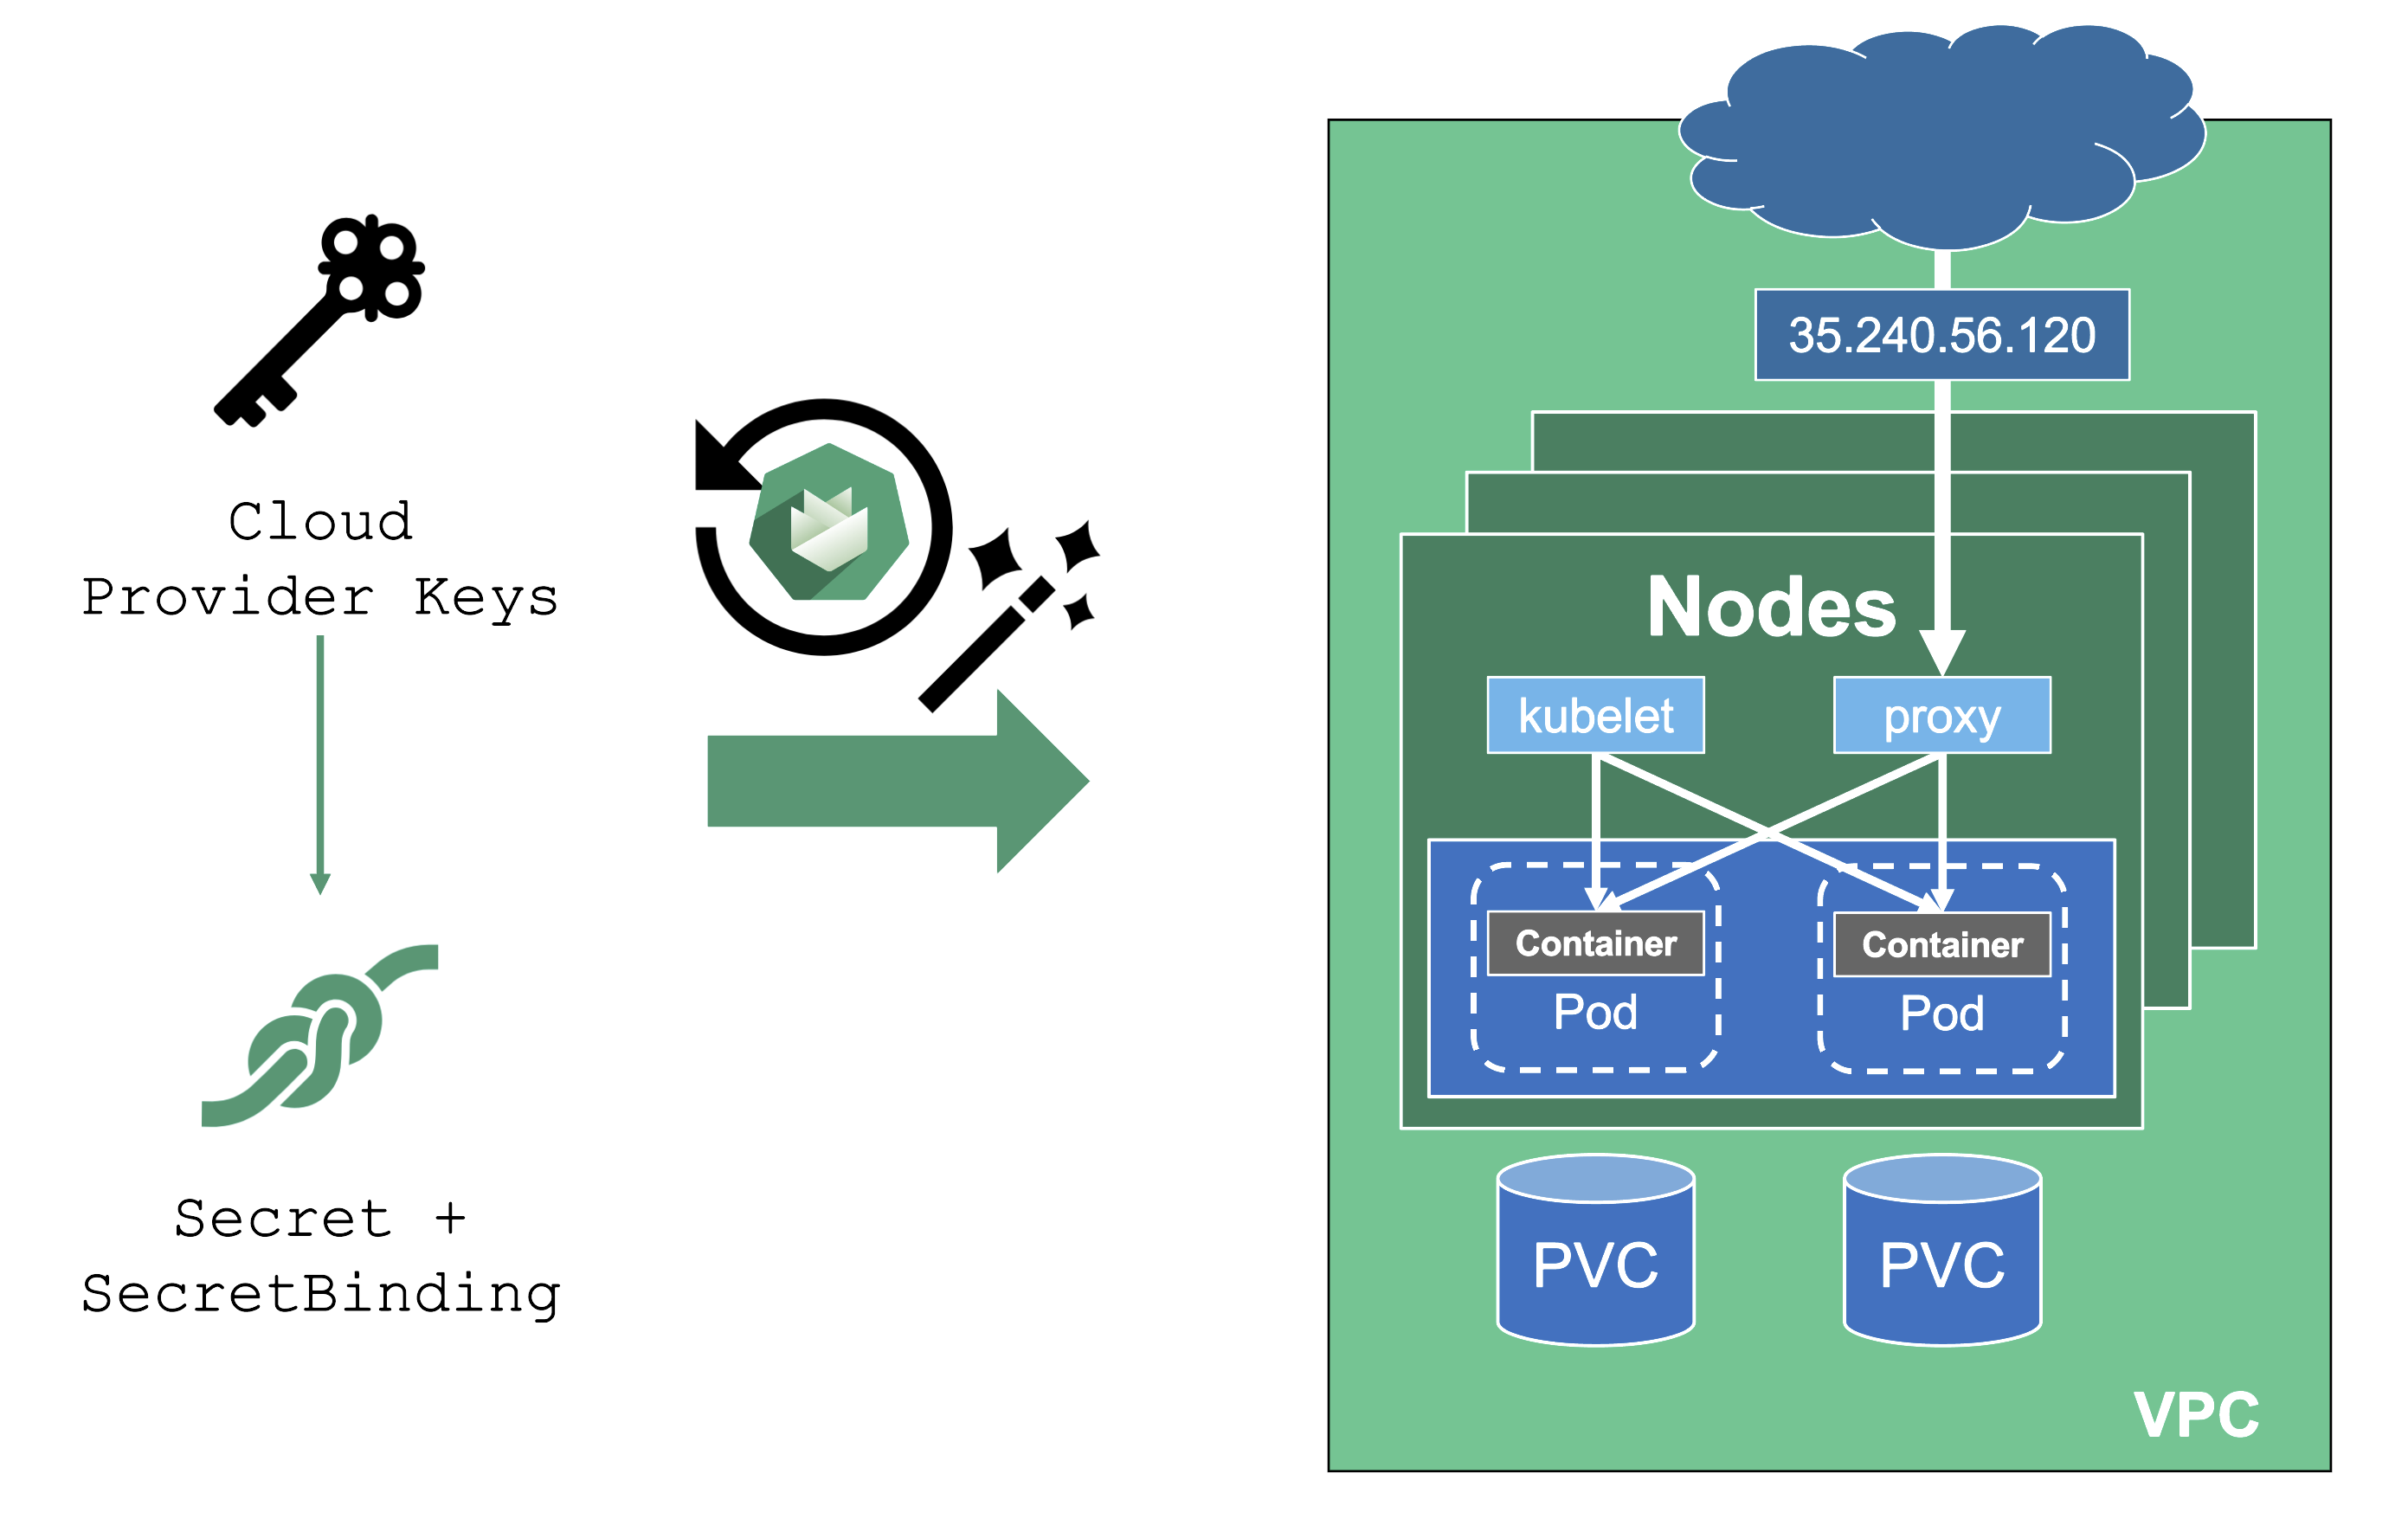 Cloud
Provider Keys
Secret +
SecretBinding
35.240.56.120
Nodes
kubelet
proxy
Container
Container
Pod
Pod
PVC
PVC
VPC